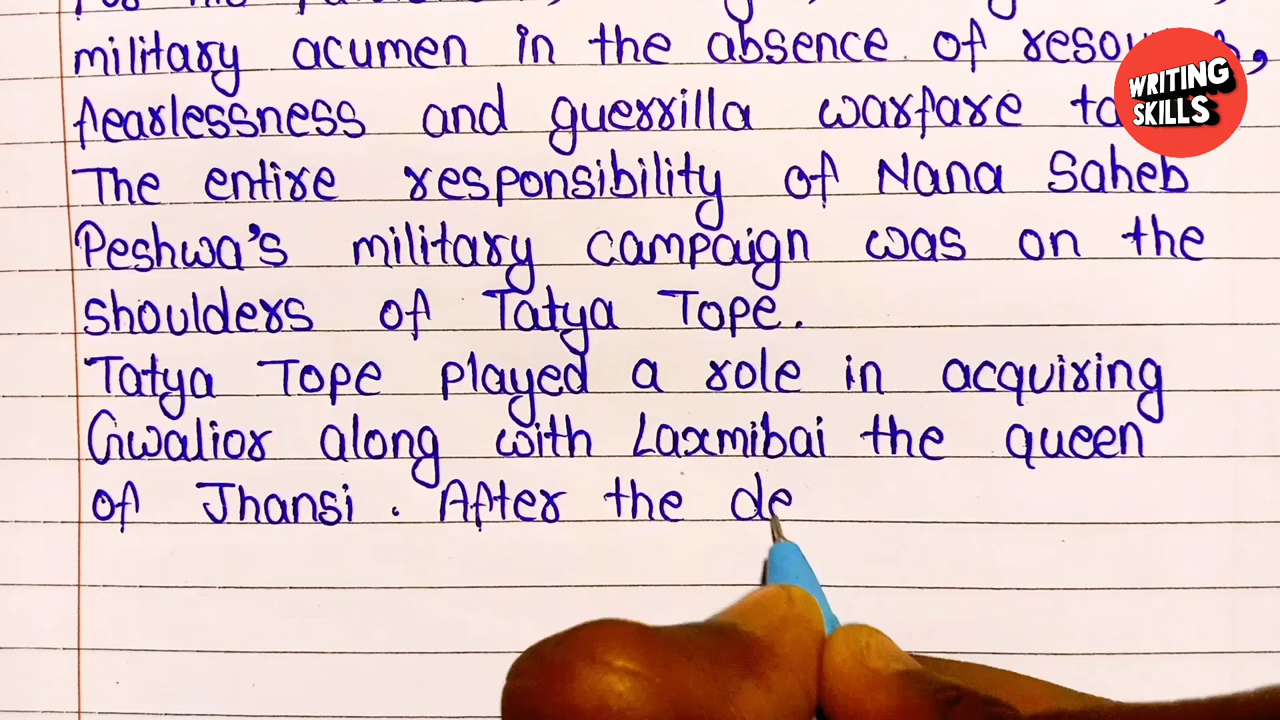 military acumen in the absence of
fearlessness and guerrilla warfare
The entire responsibility of Nana Saheb
Peshwa's military campaign was on the
shoulders of Tatya Tope.
Tatya Tope played a role in acquiring
Gwalior along with Laxmibai the queen
of Jhansi. After the de
WRITING
SKILLS